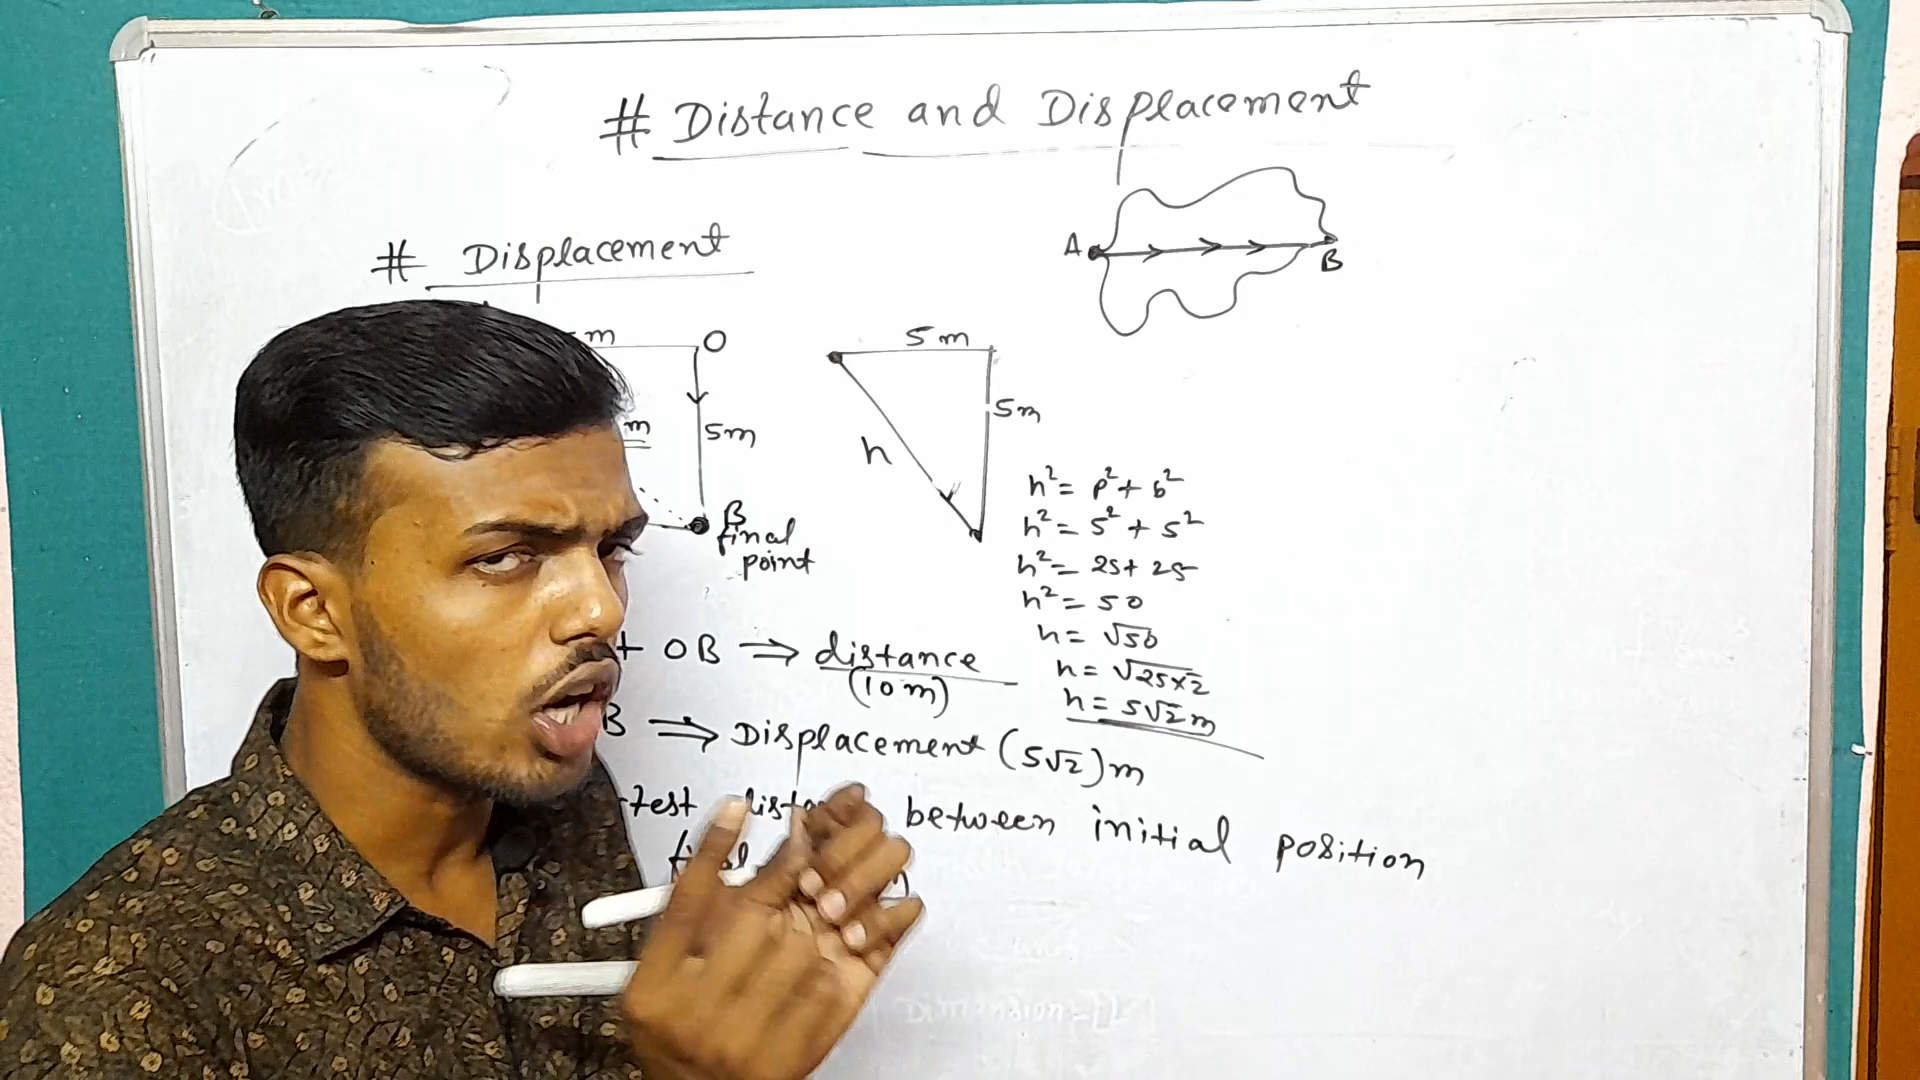 # Distance and Displacement
# Displacement
A
B
m
O
5m
m
B
final
point
5m
5m
h
h² = p² + b²
h² = 5² + 5²
h² = 25 + 25
h² = 50
h = √50
h = √25×2
h = 5√2 m
+ OB ⇒ distance
(10 m)
B ⇒ Displacement (5√2) m
test distance between initial position
final